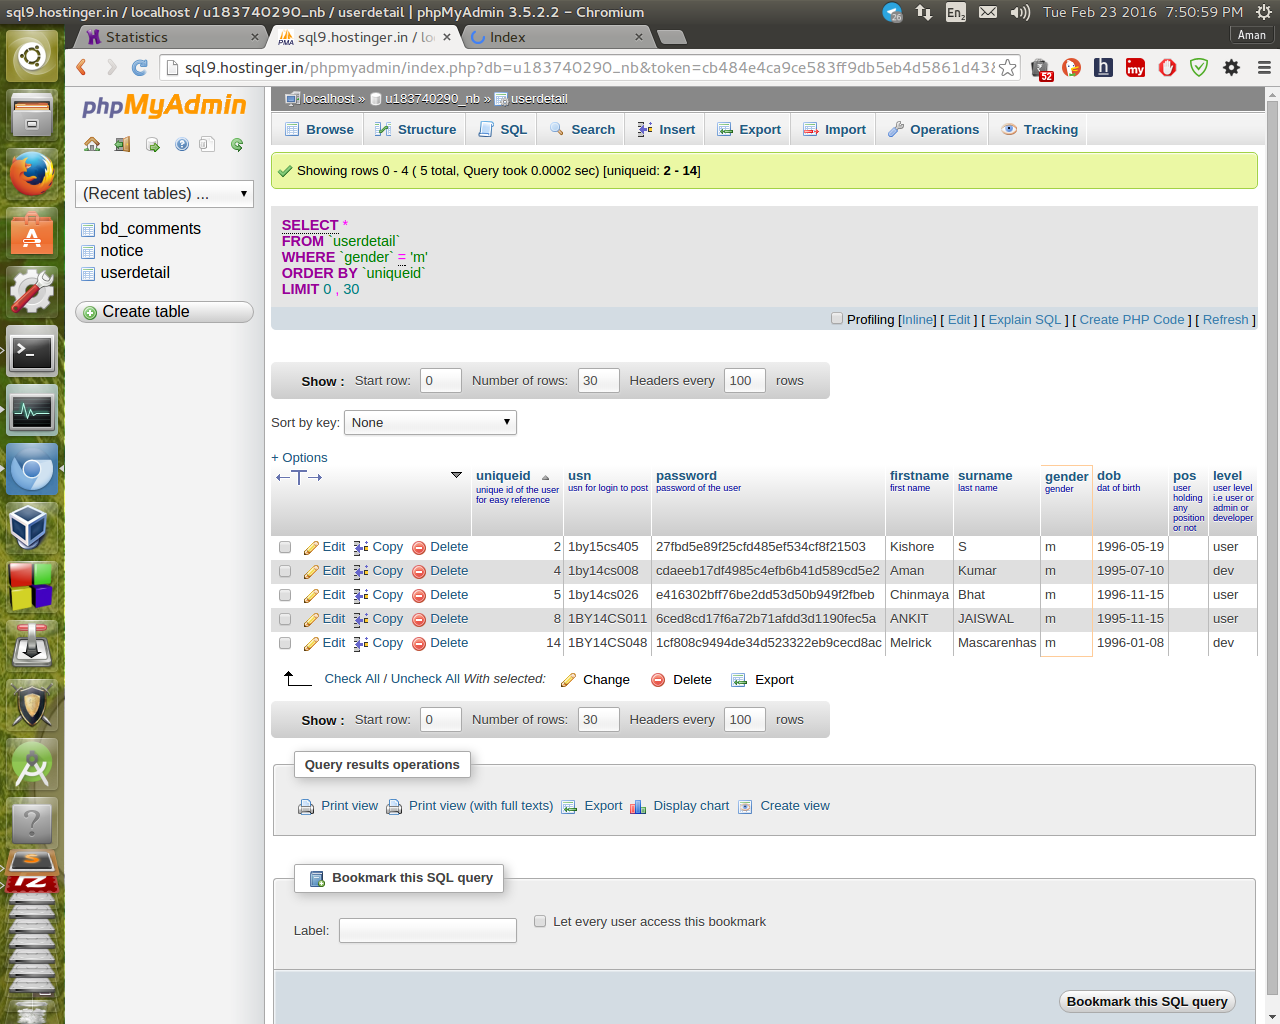 sql9.hostinger.in / localhost / u183740290_nb / userdetail | phpMyAdmin 3.5.2.2 - Chromium
26 En2 Tue Feb 23 2016 7:50:59 PM
Statistics
sql9.hostinger.in / lo
Index
Aman
sql9.hostinger.in/phpmyadmin/index.php?db=u183740290_nb&token=cb484e4ca9ce583ff9db5eb4d5861d43
52
h
my
phpMyAdmin
(Recent tables) ...
bd_comments
notice
userdetail
Create table
localhost » u183740290_nb » userdetail
Browse Structure SQL Search Insert Export Import Operations Tracking
Showing rows 0 - 4 ( 5 total, Query took 0.0002 sec) [uniqueid: 2 - 14]
SELECT *
FROM `userdetail`
WHERE `gender` = 'm'
ORDER BY `uniqueid`
LIMIT 0 , 30
Profiling [Inline] [ Edit ] [ Explain SQL ] [ Create PHP Code ] [ Refresh ]
Show : Start row: 0 Number of rows: 30 Headers every 100 rows
Sort by key: None
+ Options
uniqueid usn password firstname surname gender dob pos level
unique id of the user for easy reference usn for login to post password of the user first name last name gender dat of birth user holding any position or not user level i.e user or admin or developer
Edit Copy Delete 2 1by15cs405 27fbd5e89f25cfd485ef534cf8f21503 Kishore S m 1996-05-19 user
Edit Copy Delete 4 1by14cs008 cdaeeb17df4985c4efb6b41d589cd5e2 Aman Kumar m 1995-07-10 dev
Edit Copy Delete 5 1by14cs026 e416302bff76be2dd53d50b949f2fbeb Chinmaya Bhat m 1996-11-15 user
Edit Copy Delete 8 1BY14CS011 6ced8cd17f6a72b71afdd3d1190fec5a ANKIT JAISWAL m 1995-11-15 user
Edit Copy Delete 14 1BY14CS048 1cf808c9494de34d523322eb9cecd8ac Melrick Mascarenhas m 1996-01-08 dev
Check All / Uncheck All With selected: Change Delete Export
Show : Start row: 0 Number of rows: 30 Headers every 100 rows
Query results operations
Print view Print view (with full texts) Export Display chart Create view
Bookmark this SQL query
Label:
Let every user access this bookmark
Bookmark this SQL query